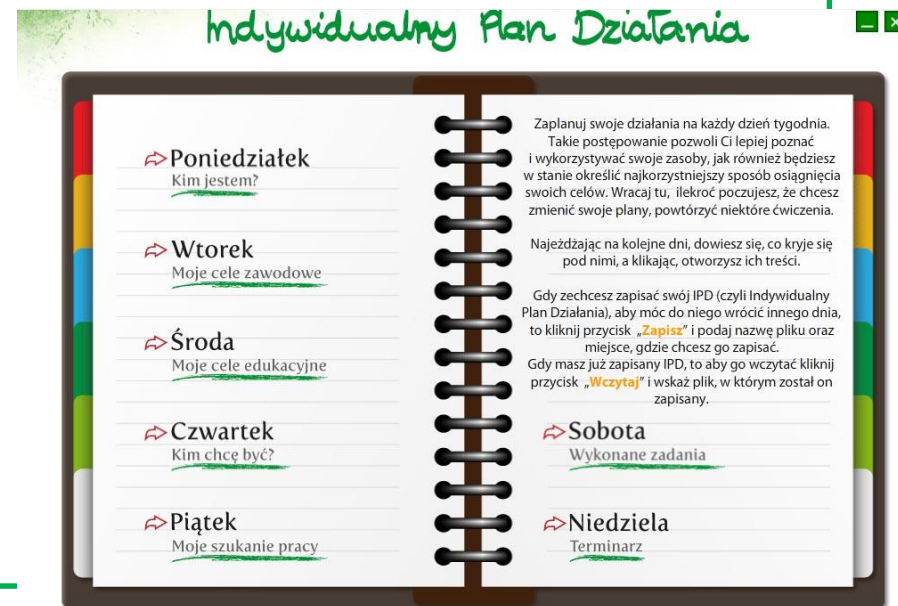 Indywidualny Plan Działania
Poniedziałek
Kim jestem?
Wtorek
Moje cele zawodowe
Środa
Moje cele edukacyjne
Czwartek
Kim chcę być?
Piątek
Moje szukanie pracy
Zaplanuj swoje działania na każdy dzień tygodnia.
Takie postępowanie pozwoli Ci lepiej poznać
i wykorzystywać swoje zasoby, jak również będziesz
w stanie określić najkorzystniejszy sposób osiągnięcia
swoich celów. Wracaj tu, ilekroć poczujesz, że chcesz
zmienić swoje plany, powtórzyć niektóre ćwiczenia.
Najeżdżając na kolejne dni, dowiesz się, co kryje się
pod nimi, a klikając, otworzysz ich treści.
Gdy zechcesz zapisać swój IPD (czyli Indywidualny
Plan Działania), aby móc do niego wrócić innego dnia,
to kliknij przycisk „Zapisz” i podaj nazwę pliku oraz
miejsce, gdzie chcesz go zapisać.
Gdy masz już zapisany IPD, to aby go wczytać kliknij
przycisk „Wczytaj” i wskaż plik, w którym został on
zapisany.
Sobota
Wykonane zadania
Niedziela
Terminarz